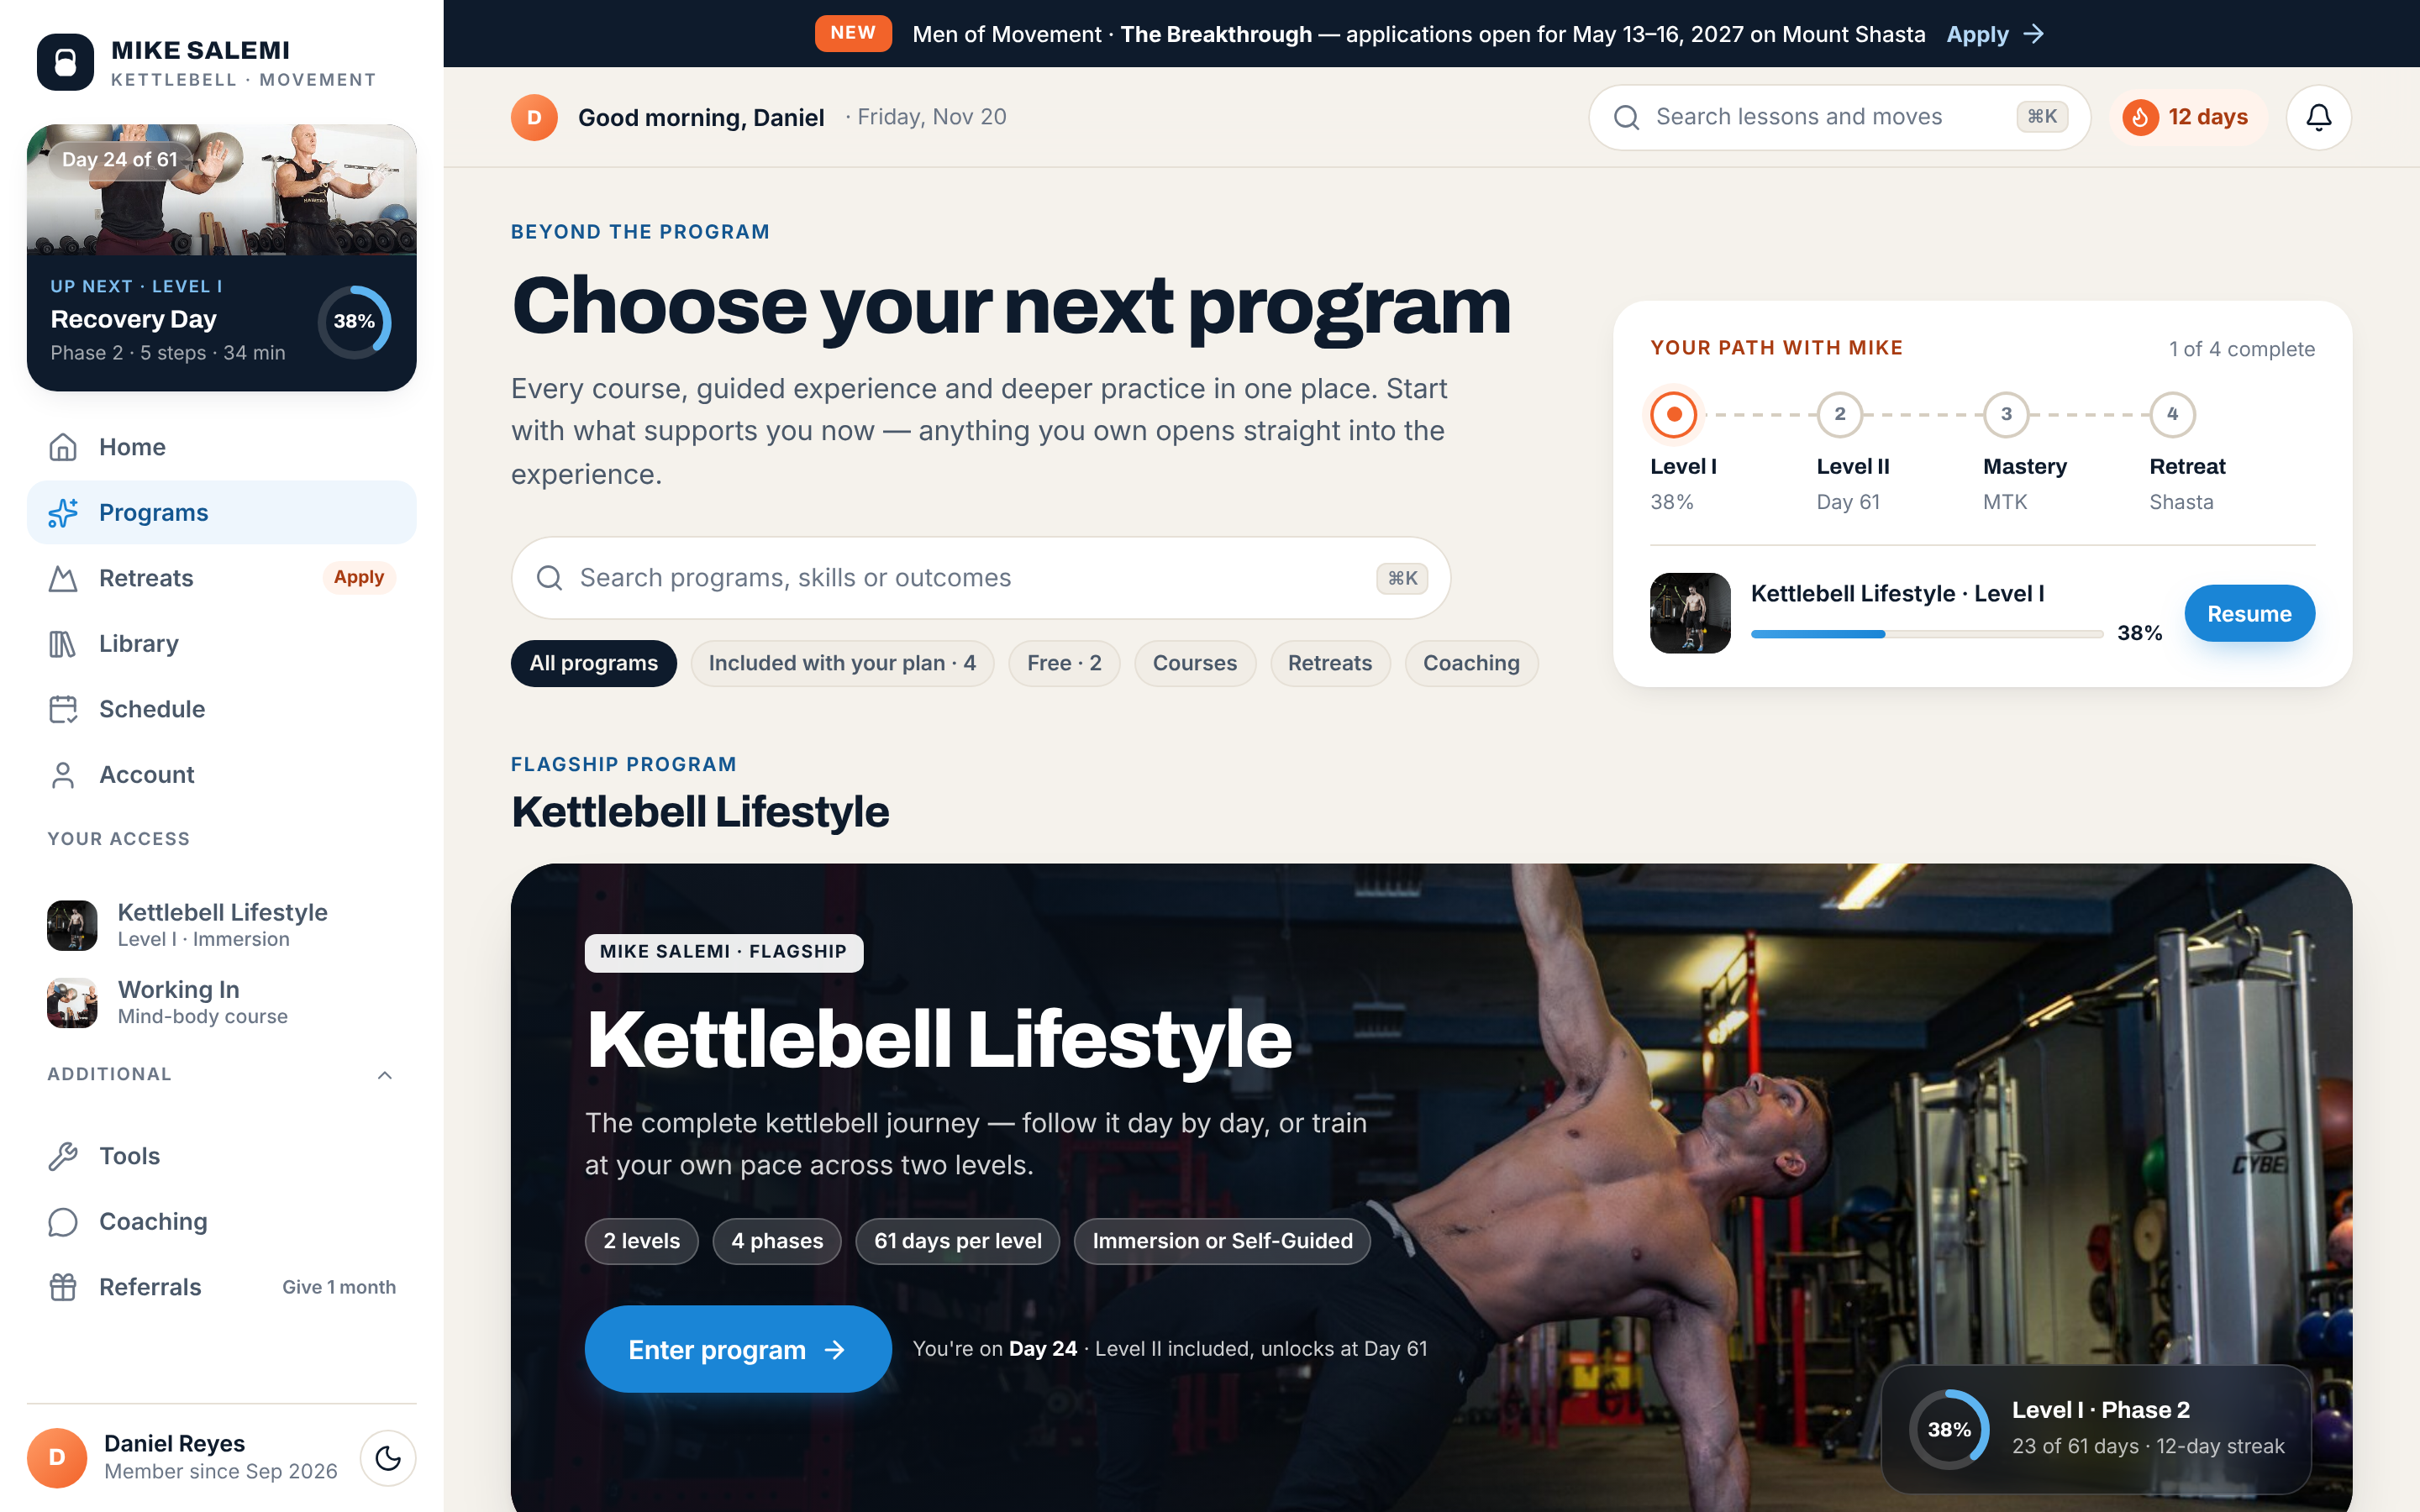 MIKE SALEMI
KETTLEBELL · MOVEMENT
Day 24 of 61
UP NEXT · LEVEL I
Recovery Day
Phase 2 · 5 steps · 34 min
38%
Home
Programs
Retreats
Apply
Library
Schedule
Account
YOUR ACCESS
Kettlebell Lifestyle
Level I · Immersion
Working In
Mind-body course
ADDITIONAL
Tools
Coaching
Referrals
Give 1 month
D
Daniel Reyes
Member since Sep 2026
NEW
Men of Movement · The Breakthrough — applications open for May 13–16, 2027 on Mount Shasta
Apply
D
Good morning, Daniel · Friday, Nov 20
Search lessons and moves
⌘K
12 days
BEYOND THE PROGRAM
Choose your next program
Every course, guided experience and deeper practice in one place. Start
with what supports you now — anything you own opens straight into the
experience.
Search programs, skills or outcomes
⌘K
All programs
Included with your plan · 4
Free · 2
Courses
Retreats
Coaching
YOUR PATH WITH MIKE
1 of 4 complete
2
3
4
Level I
Level II
Mastery
Retreat
38%
Day 61
MTK
Shasta
Kettlebell Lifestyle · Level I
38%
Resume
FLAGSHIP PROGRAM
Kettlebell Lifestyle
MIKE SALEMI · FLAGSHIP
Kettlebell Lifestyle
The complete kettlebell journey — follow it day by day, or train
at your own pace across two levels.
2 levels
4 phases
61 days per level
Immersion or Self-Guided
Enter program
You're on Day 24 · Level II included, unlocks at Day 61
38%
Level I · Phase 2
23 of 61 days · 12-day streak